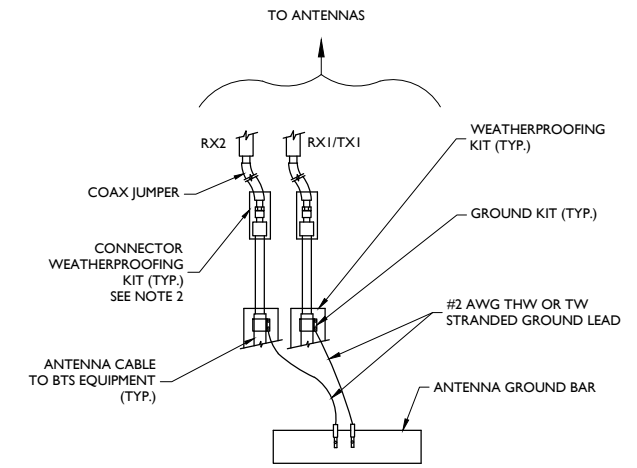 TO ANTENNAS
RX2
RX1/TX1
WEATHERPROOFING
KIT (TYP.)
COAX JUMPER
GROUND KIT (TYP.)
CONNECTOR
WEATHERPROOFING
KIT (TYP.)
SEE NOTE 2
#2 AWG THW OR TW
STRANDED GROUND LEAD
ANTENNA CABLE
TO BTS EQUIPMENT
(TYP.)
ANTENNA GROUND BAR